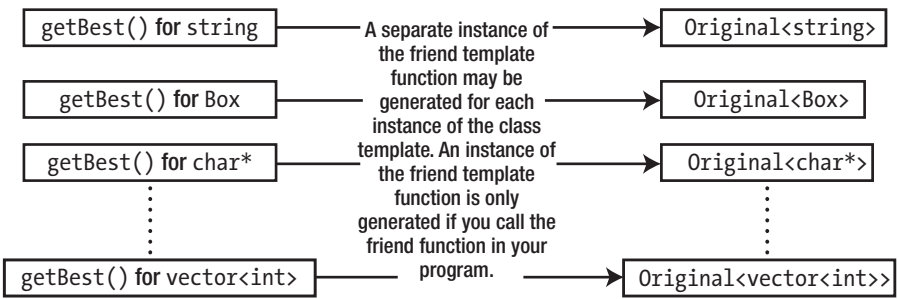 getBest() for string
getBest() for Box
getBest() for char*
getBest() for vector<int>
A separate instance of
the friend template
function may be
generated for each
instance of the class
template. An instance of
the friend template
function is only
generated if you call the
friend function in your
program.
Original<string>
Original<Box>
Original<char*>
Original<vector<int>>